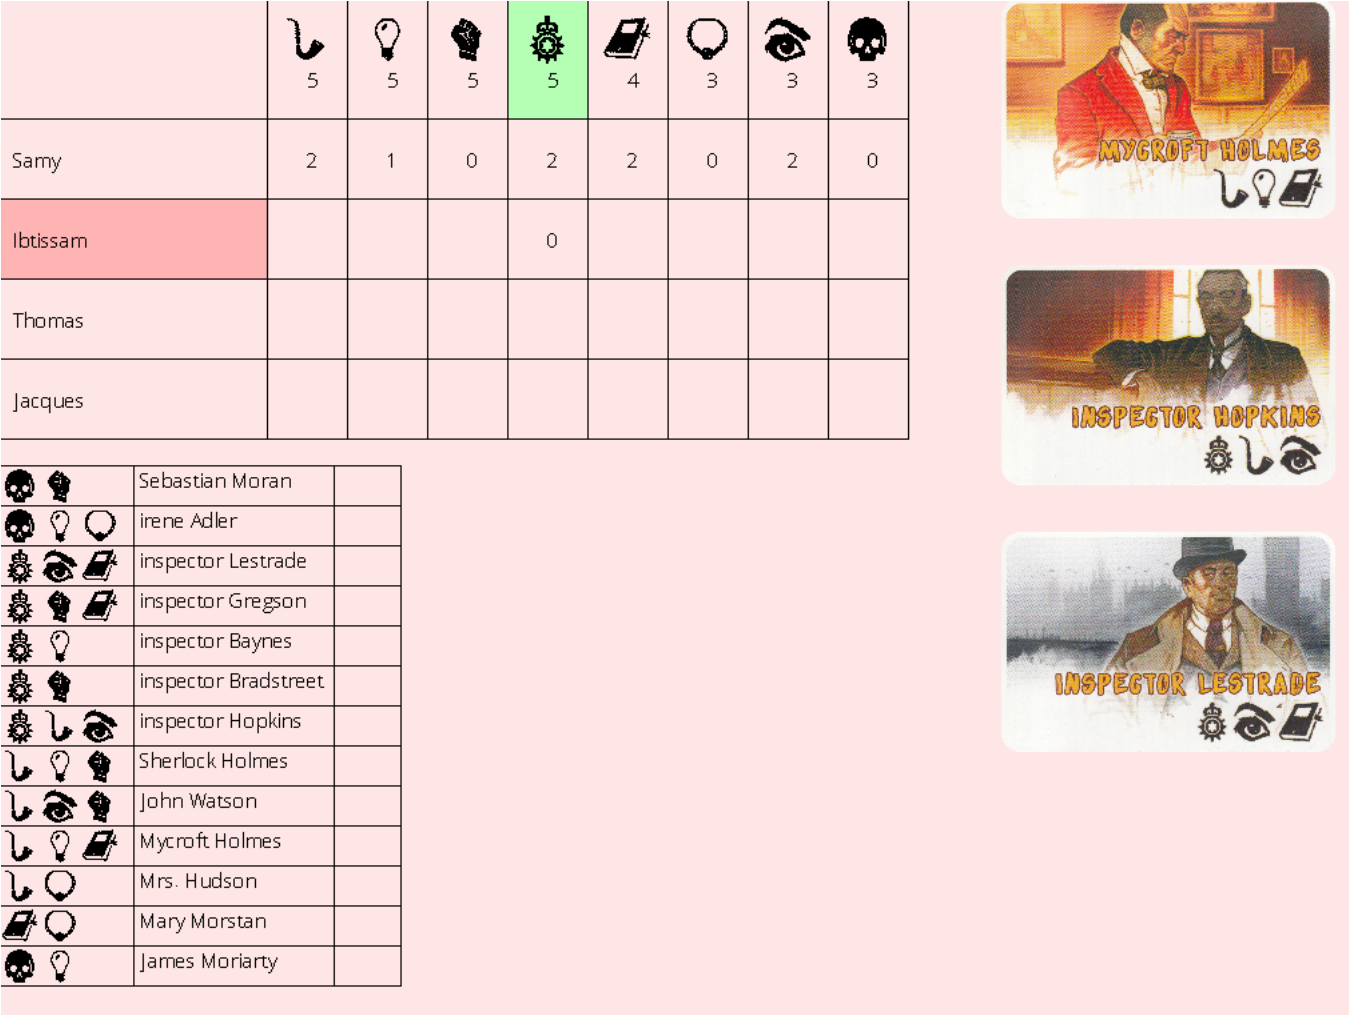 5 5 5 5 4 3 3 3
Samy 2 1 0 2 2 0 2 0
Ibtissam 0
Thomas
Jacques
Sebastian Moran
irene Adler
inspector Lestrade
inspector Gregson
inspector Baynes
inspector Bradstreet
inspector Hopkins
Sherlock Holmes
John Watson
Mycroft Holmes
Mrs. Hudson
Mary Morstan
James Moriarty
MYCROFT HOLMES
INSPECTOR HOPKINS
INSPECTOR LESTRADE